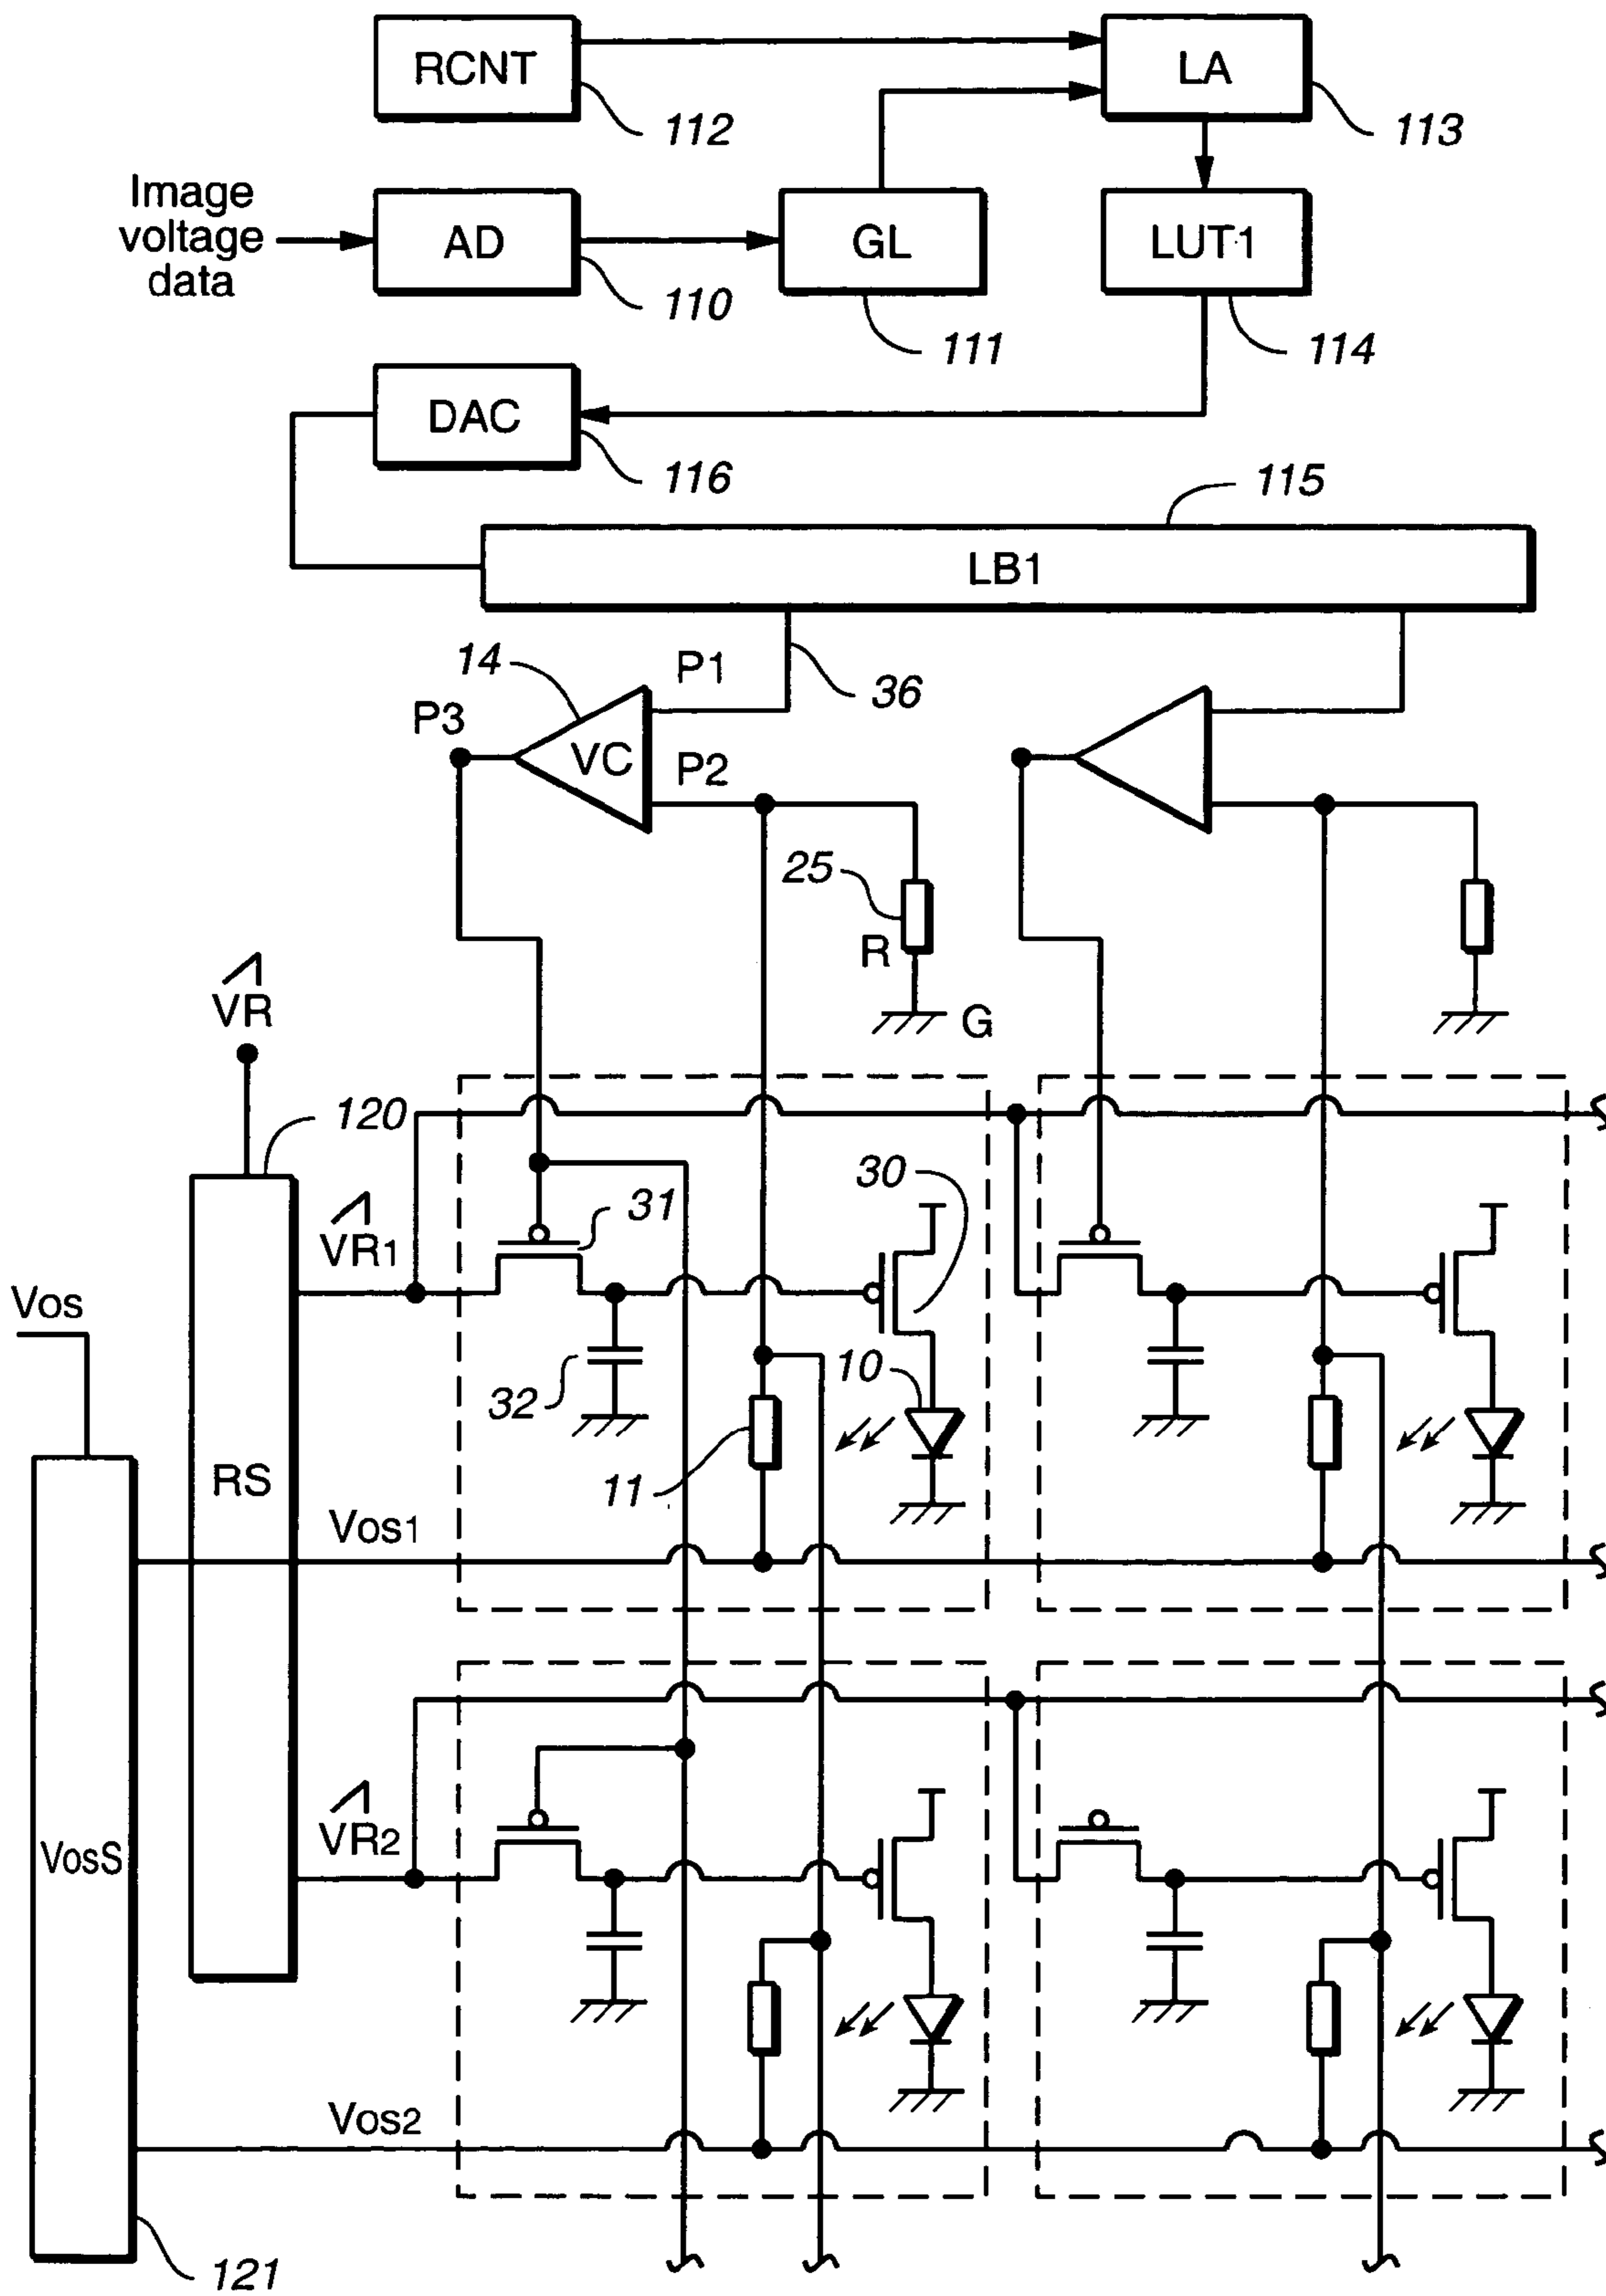 RCNT
LA
112
113
Image
voltage
data
AD
GL
LUT1
110
111
114
DAC
116
115
LB1
14
P1
36
P3
VC
P2
25
R
G
VR
120
30
31
VR1
Vos
10
32
RS
11
Vos1
VR2
VosS
Vos2
121